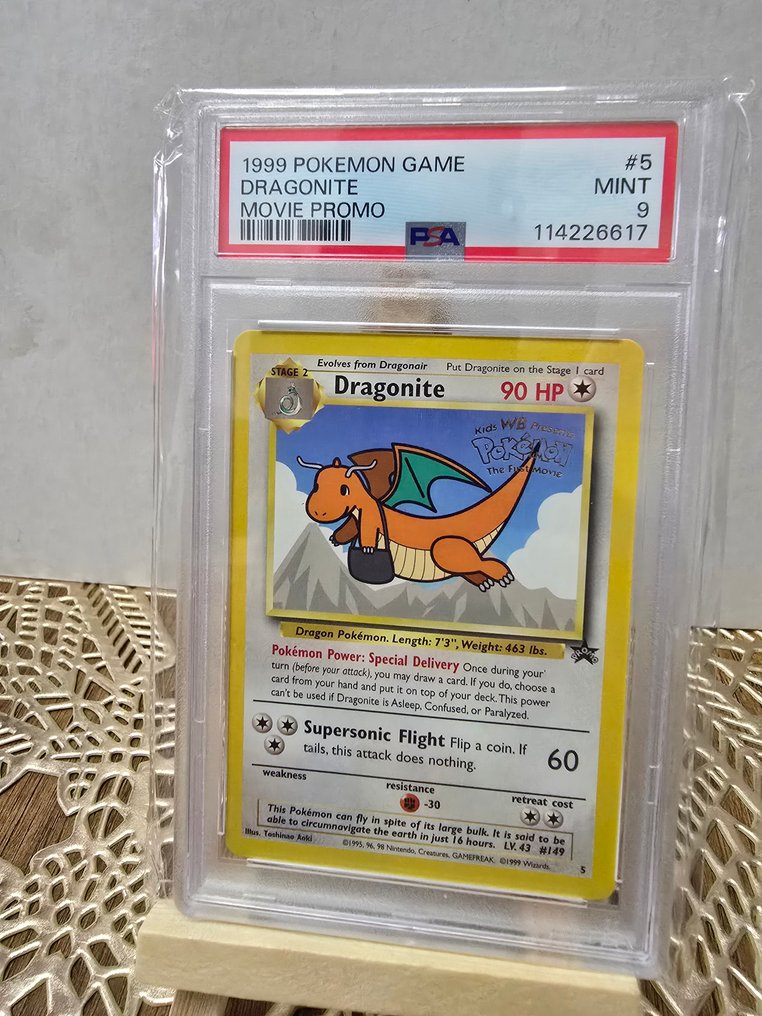 1999 POKEMON GAME #5
DRAGONITE MINT
MOVIE PROMO 9
PSA 114226617
Evolves from Dragonair Put Dragonite on the Stage 1 card
STAGE 2
Dragonite 90 HP
Kids WB Presents
POKéMON
The First Movie
Dragon Pokémon. Length: 7'3", Weight: 463 lbs.
PROMO
Pokémon Power: Special Delivery Once during your
turn (before your attack), you may draw a card. If you do, choose a
card from your hand and put it on top of your deck. This power
can't be used if Dragonite is Asleep, Confused, or Paralyzed.
Supersonic Flight Flip a coin. If
tails, this attack does nothing. 60
weakness
resistance
-30
retreat cost
This Pokémon can fly in spite of its large bulk. It is said to be
able to circumnavigate the earth in just 16 hours. LV. 43 #149
Illus. Toshinao Aoki ©1995, 96, 98 Nintendo, Creatures, GAMEFREAK. ©1999 Wizards. 5